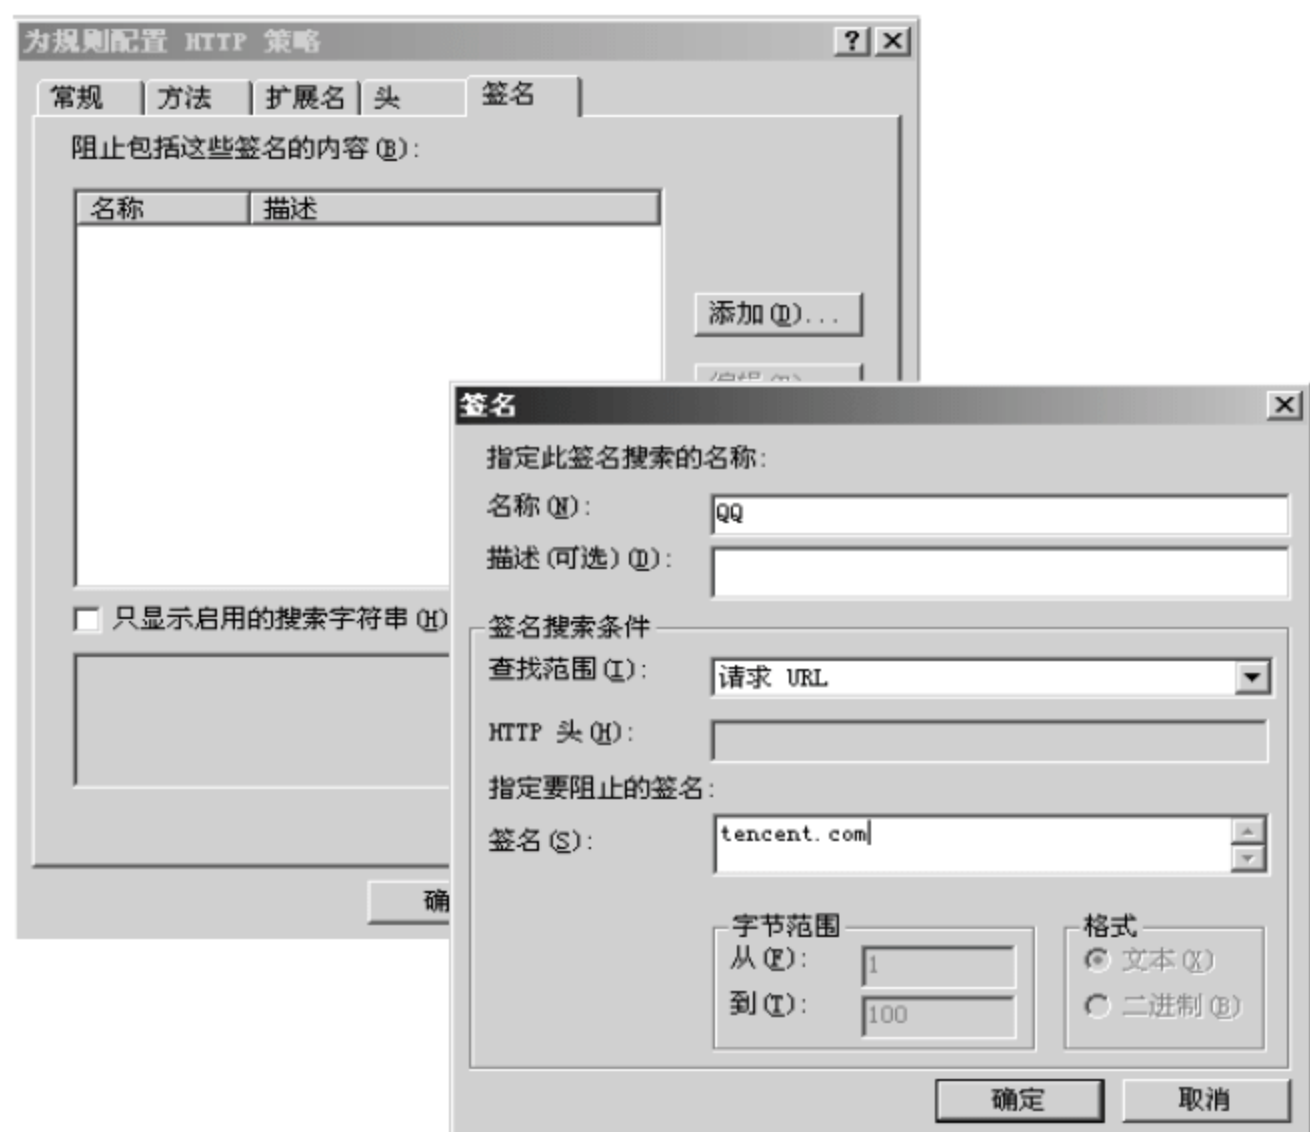 为规则配置 HTTP 策略
常规 方法 扩展名 头 签名
阻止包括这些签名的内容(B):
名称 描述
添加(D)...
签名
指定此签名搜索的名称:
名称(N):
QQ
描述(可选)(D):
只显示启用的搜索字符串(H)
签名搜索条件
查找范围(I):
请求 URL
HTTP 头(H):
指定要阻止的签名:
签名(S):
tencent.com
确
字节范围
格式
从(F):
1
文本(X)
到(T):
100
二进制(B)
确定
取消